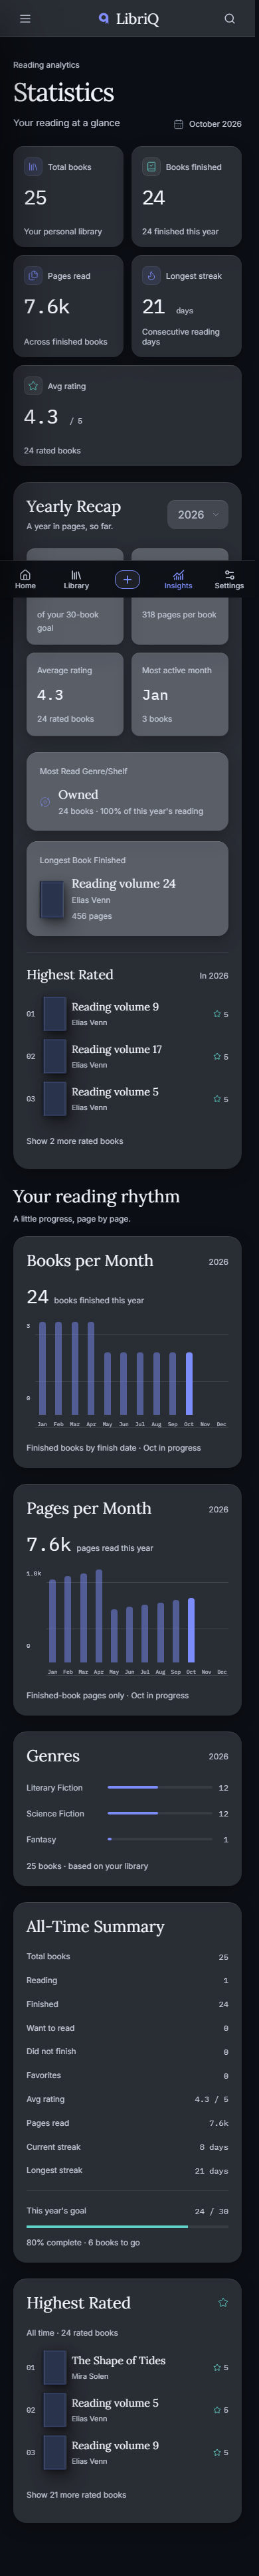 LibriQ
Reading analytics
Statistics
Your reading at a glance
October 2026
Total books
25
Your personal library
Books finished
24
24 finished this year
Pages read
7.6k
Across finished books
Longest streak
21 days
Consecutive reading
days
Avg rating
4.3 / 5
24 rated books
Yearly Recap
A year in pages, so far.
2026
Home
Library
Insights
Settings
of your 30-book
goal
318 pages per book
Average rating
4.3
24 rated books
Most active month
Jan
3 books
Most Read Genre/Shelf
Owned
24 books · 100% of this year's reading
Longest Book Finished
Reading volume 24
Elias Venn
456 pages
Highest Rated
In 2026
01
Reading volume 9
Elias Venn
5
02
Reading volume 17
Elias Venn
5
03
Reading volume 5
Elias Venn
5
Show 2 more rated books
Your reading rhythm
A little progress, page by page.
Books per Month
2026
24 books finished this year
3
0
Jan Feb Mar Apr May Jun Jul Aug Sep Oct Nov Dec
Finished books by finish date · Oct in progress
Pages per Month
2026
7.6k pages read this year
1.0k
0
Jan Feb Mar Apr May Jun Jul Aug Sep Oct Nov Dec
Finished-book pages only · Oct in progress
Genres
2026
Literary Fiction 12
Science Fiction 12
Fantasy 1
25 books · based on your library
All-Time Summary
Total books 25
Reading 1
Finished 24
Want to read 0
Did not finish 0
Favorites 0
Avg rating 4.3 / 5
Pages read 7.6k
Current streak 8 days
Longest streak 21 days
This year's goal 24 / 30
80% complete · 6 books to go
Highest Rated
All time · 24 rated books
01
The Shape of Tides
Mira Solen
5
02
Reading volume 5
Elias Venn
5
03
Reading volume 9
Elias Venn
5
Show 21 more rated books